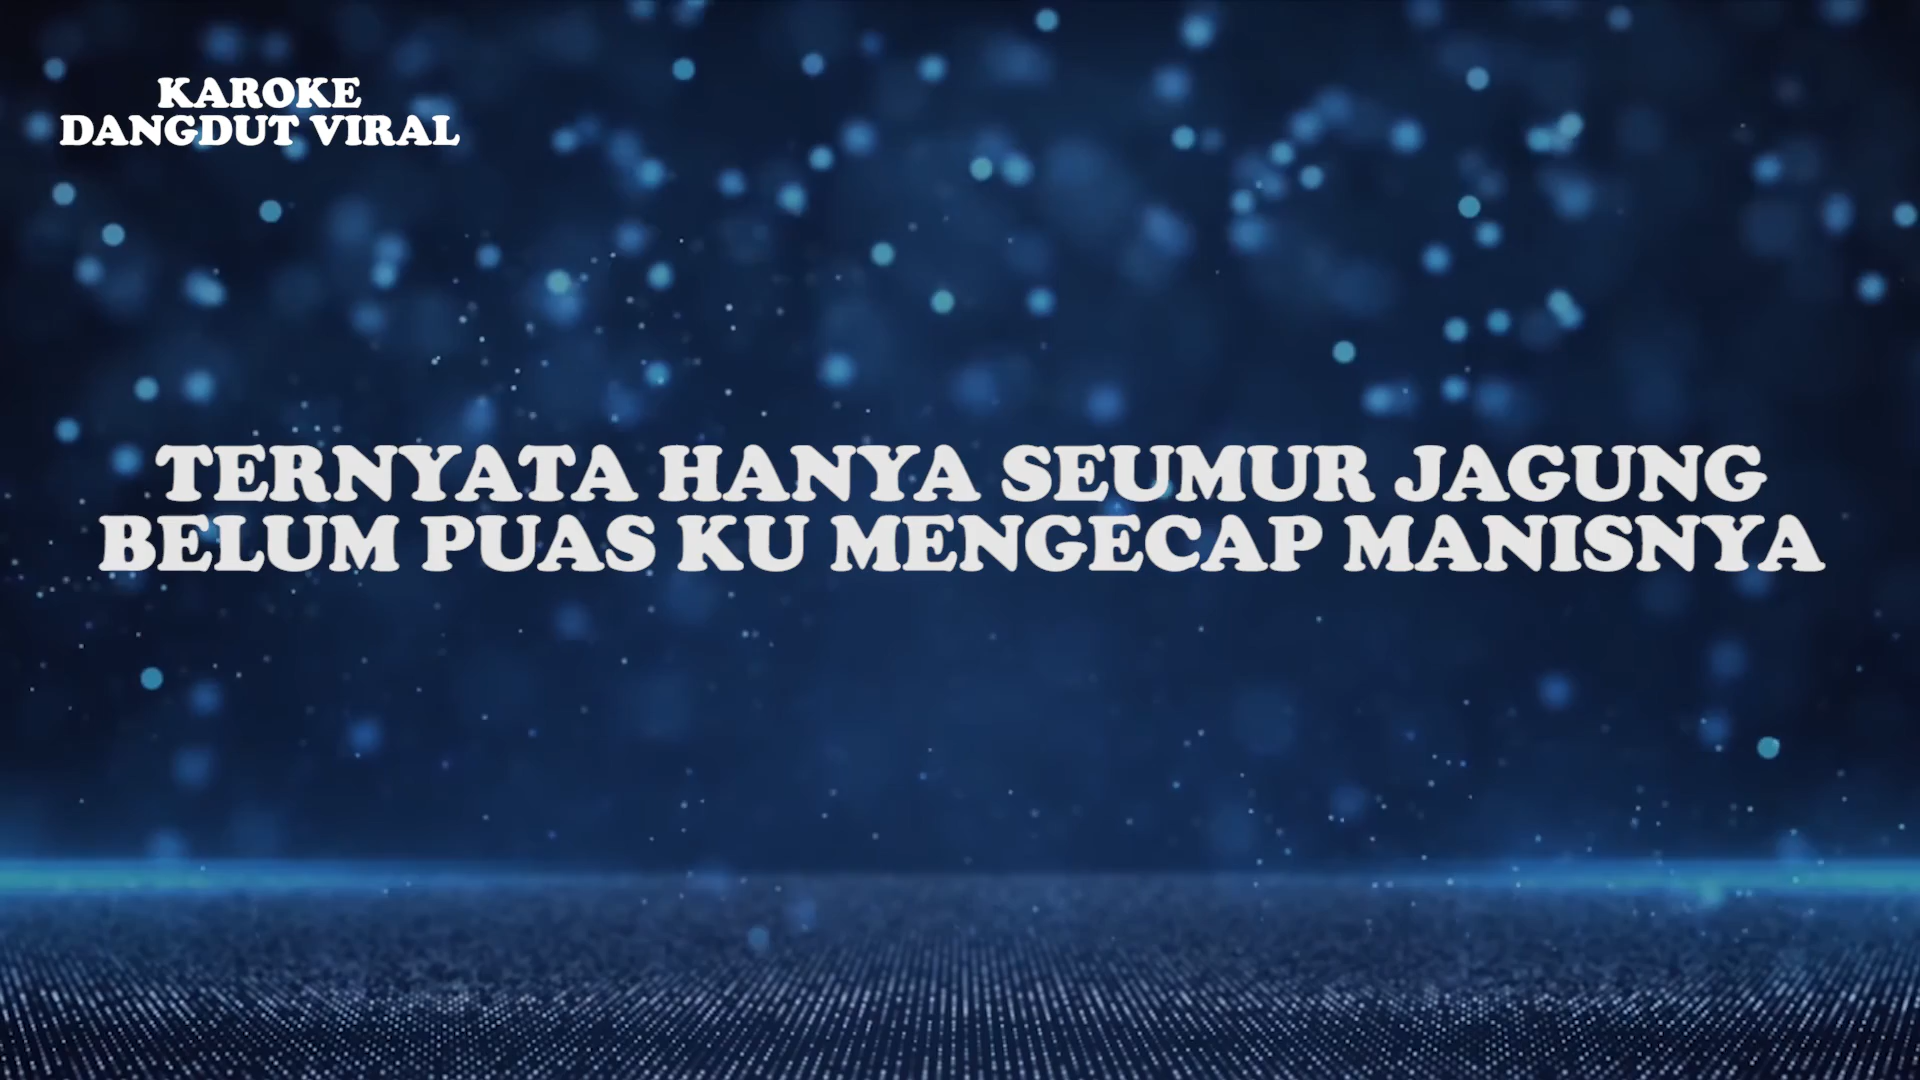 KAROKE
DANGDUT VIRAL
TERNYATA HANYA SEUMUR JAGUNG
BELUM PUAS KU MENGECAP MANISNYA